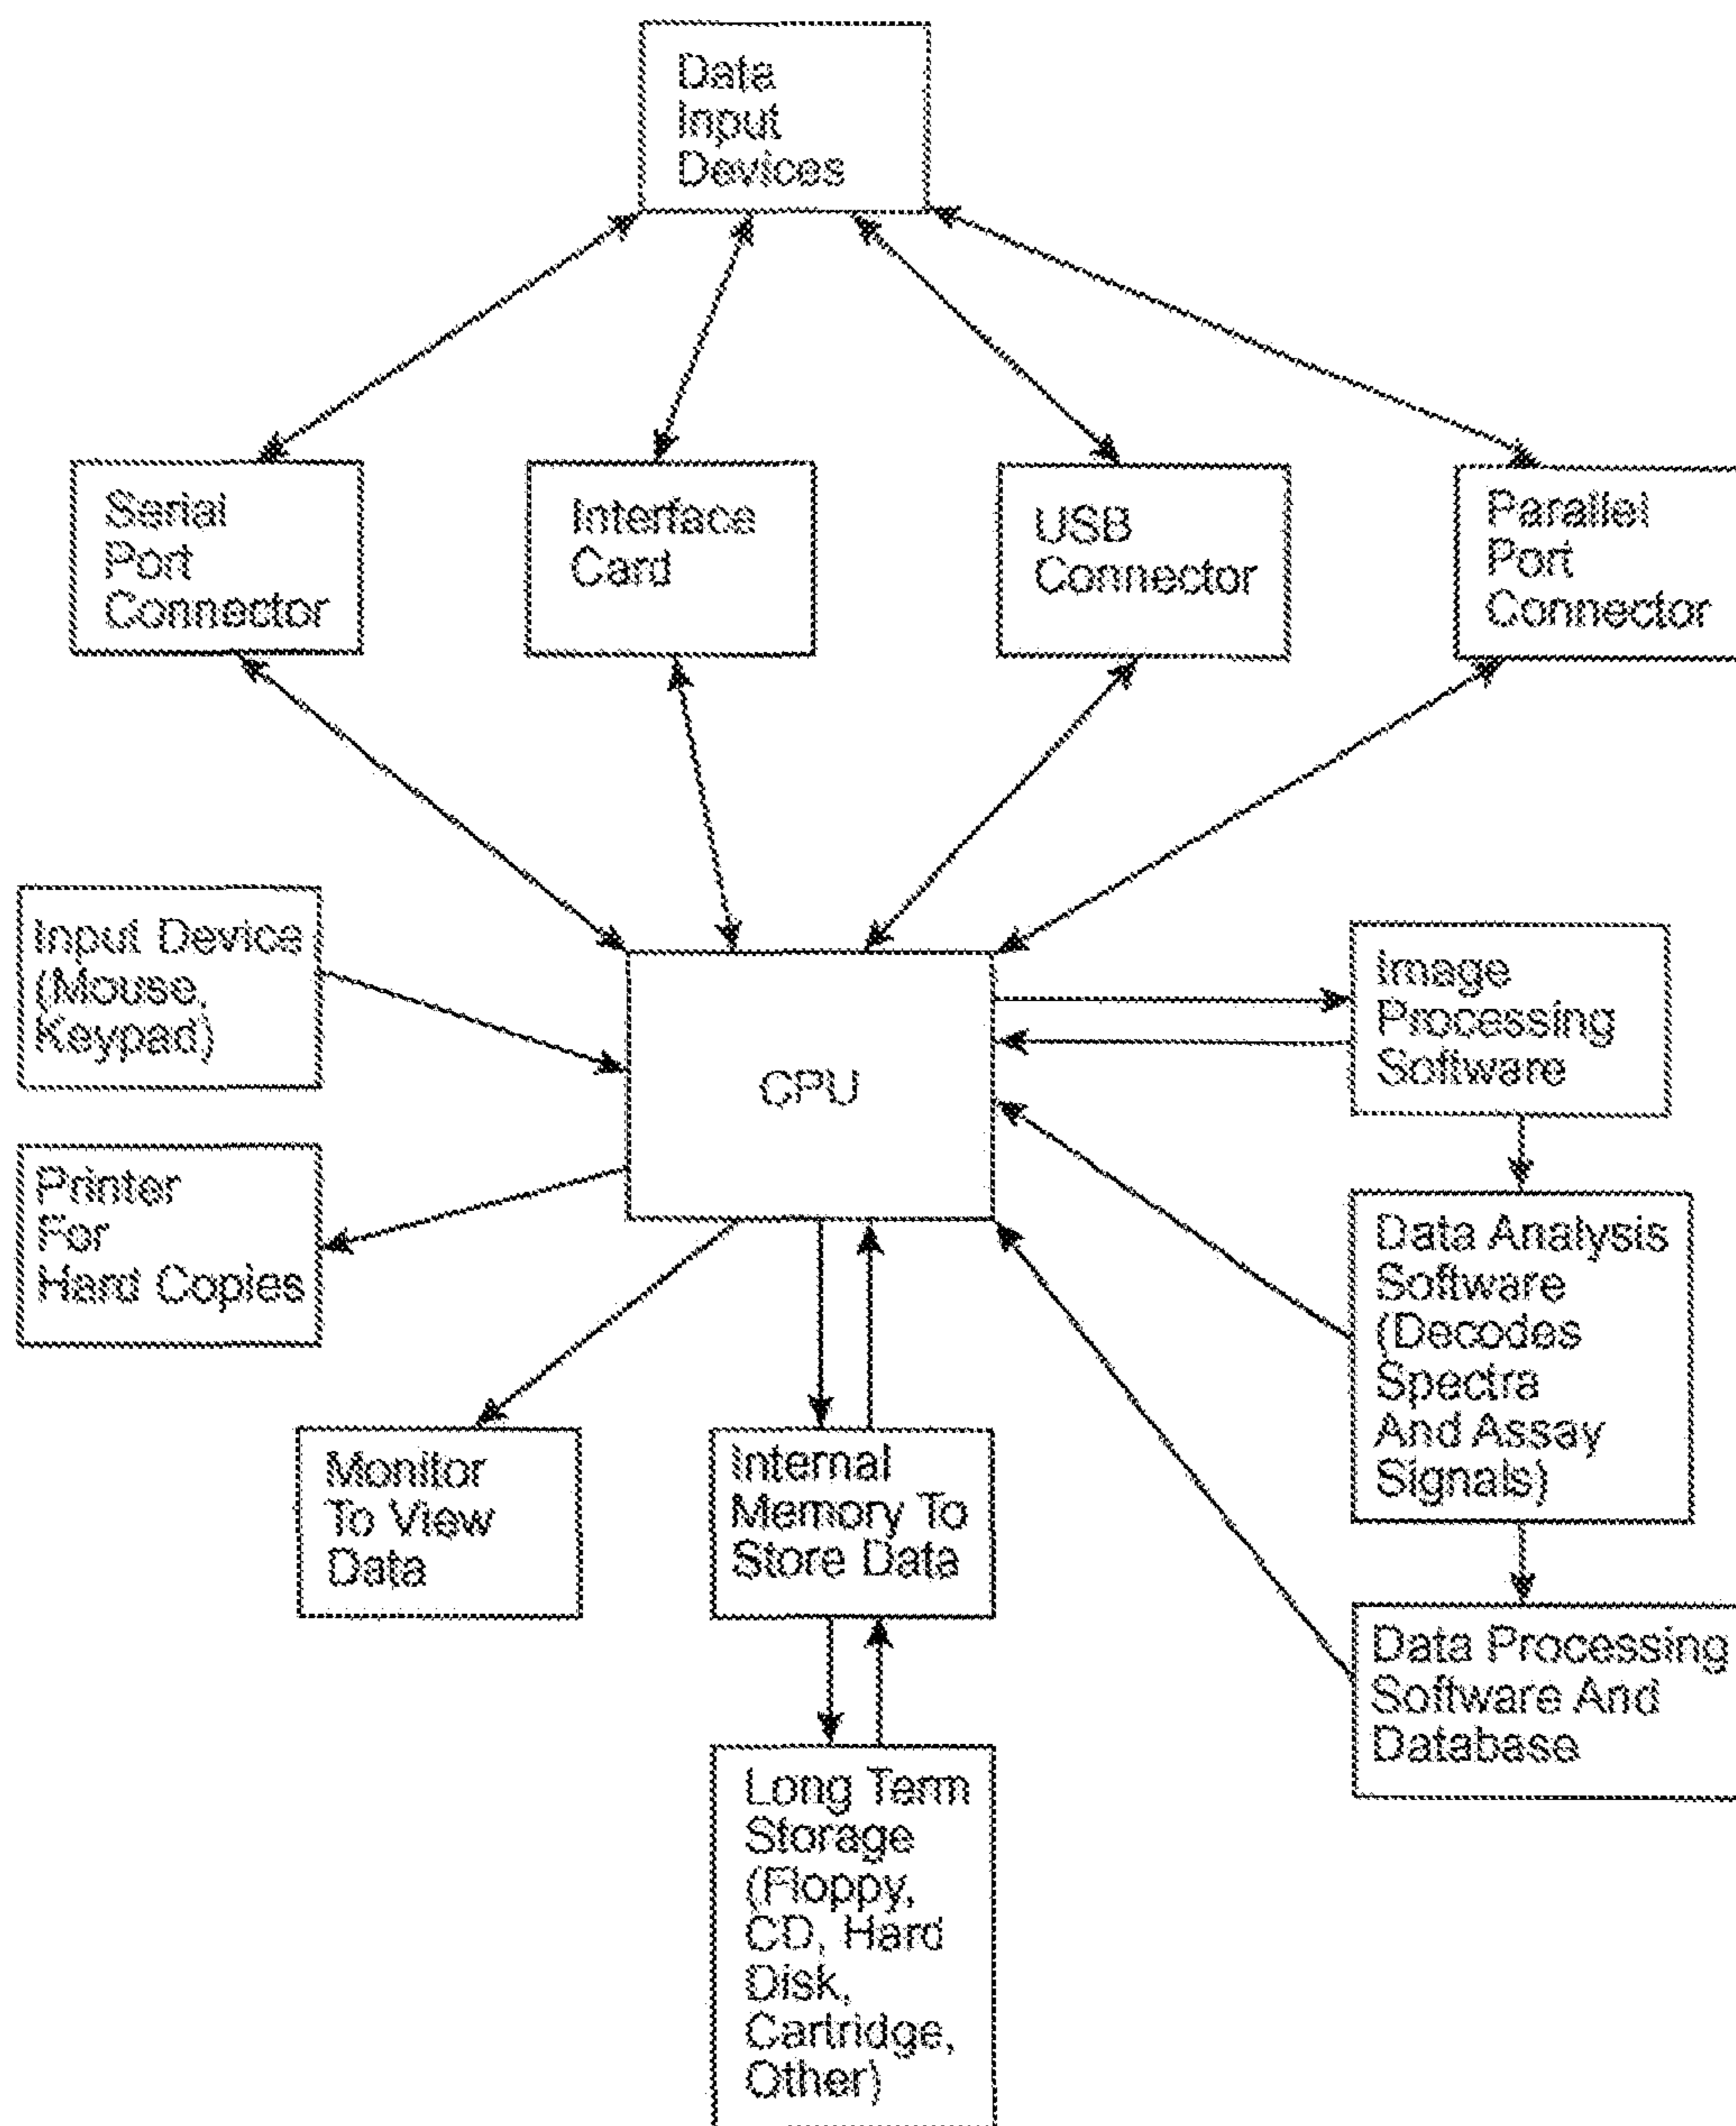 Data
Input
Devices
Serial
Port
Connector
Interface
Card
USB
Connector
Parallel
Port
Connector
Input Device
(Mouse,
Keypad)
CPU
Image
Processing
Software
Printer
For
Hard Copies
Data Analysis
Software
(Decodes
Spectra
And Assay
Signals)
Monitor
To View
Data
Internal
Memory To
Store Data
Data Processing
Software And
Database
Long Term
Storage
(Floppy,
CD, Hard
Disk,
Cartridge,
Other)